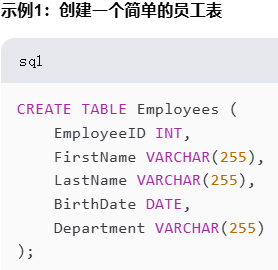 示例1：创建一个简单的员工表
sql
CREATE TABLE Employees (
    EmployeeID INT,
    FirstName VARCHAR(255),
    LastName VARCHAR(255),
    BirthDate DATE,
    Department VARCHAR(255)
);